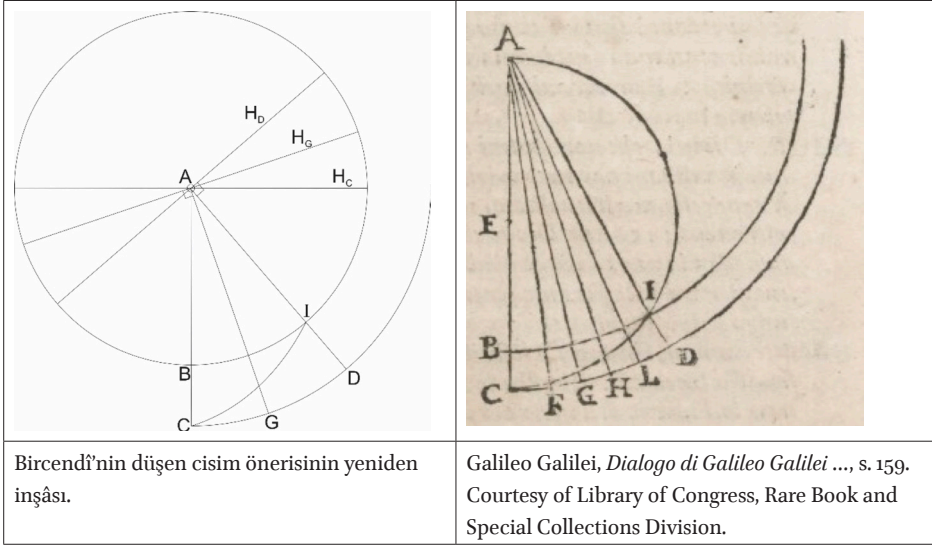 H_D
H_G
A
H_C
I
B
D
C
G
A
E
I
B
D
C
F
G
H
L
Bircendî’nin düşen cisim önerisinin yeniden
inşâsı.
Galileo Galilei, Dialogo di Galileo Galilei ..., s. 159.
Courtesy of Library of Congress, Rare Book and
Special Collections Division.